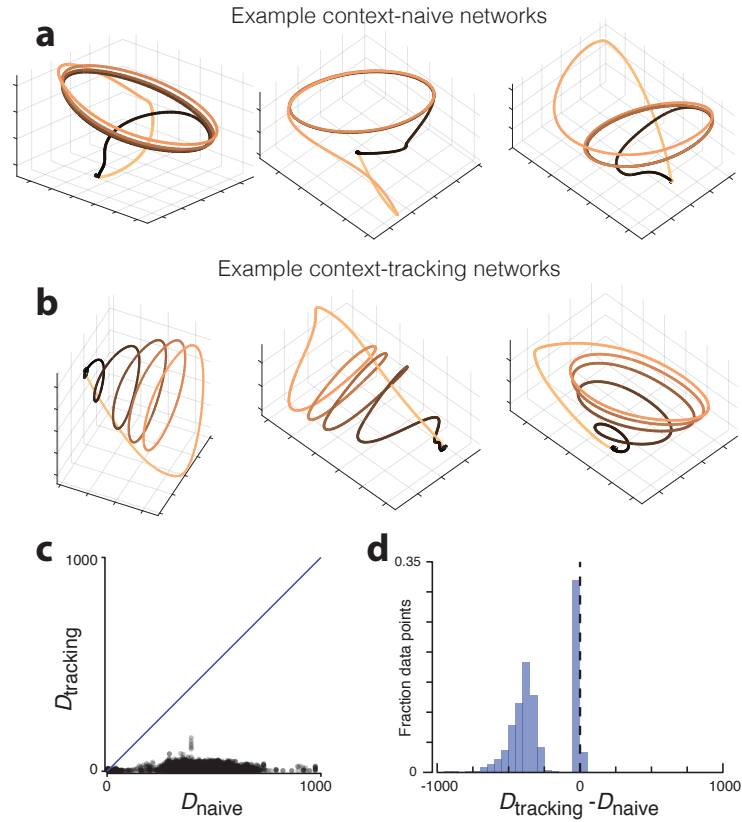 Example context-naive networks
a
Example context-tracking networks
b
c
1000
D_tracking
0
0
1000
D_naive
d
0.35
Fraction data points
0
-1000
0
1000
D_tracking -D_naive